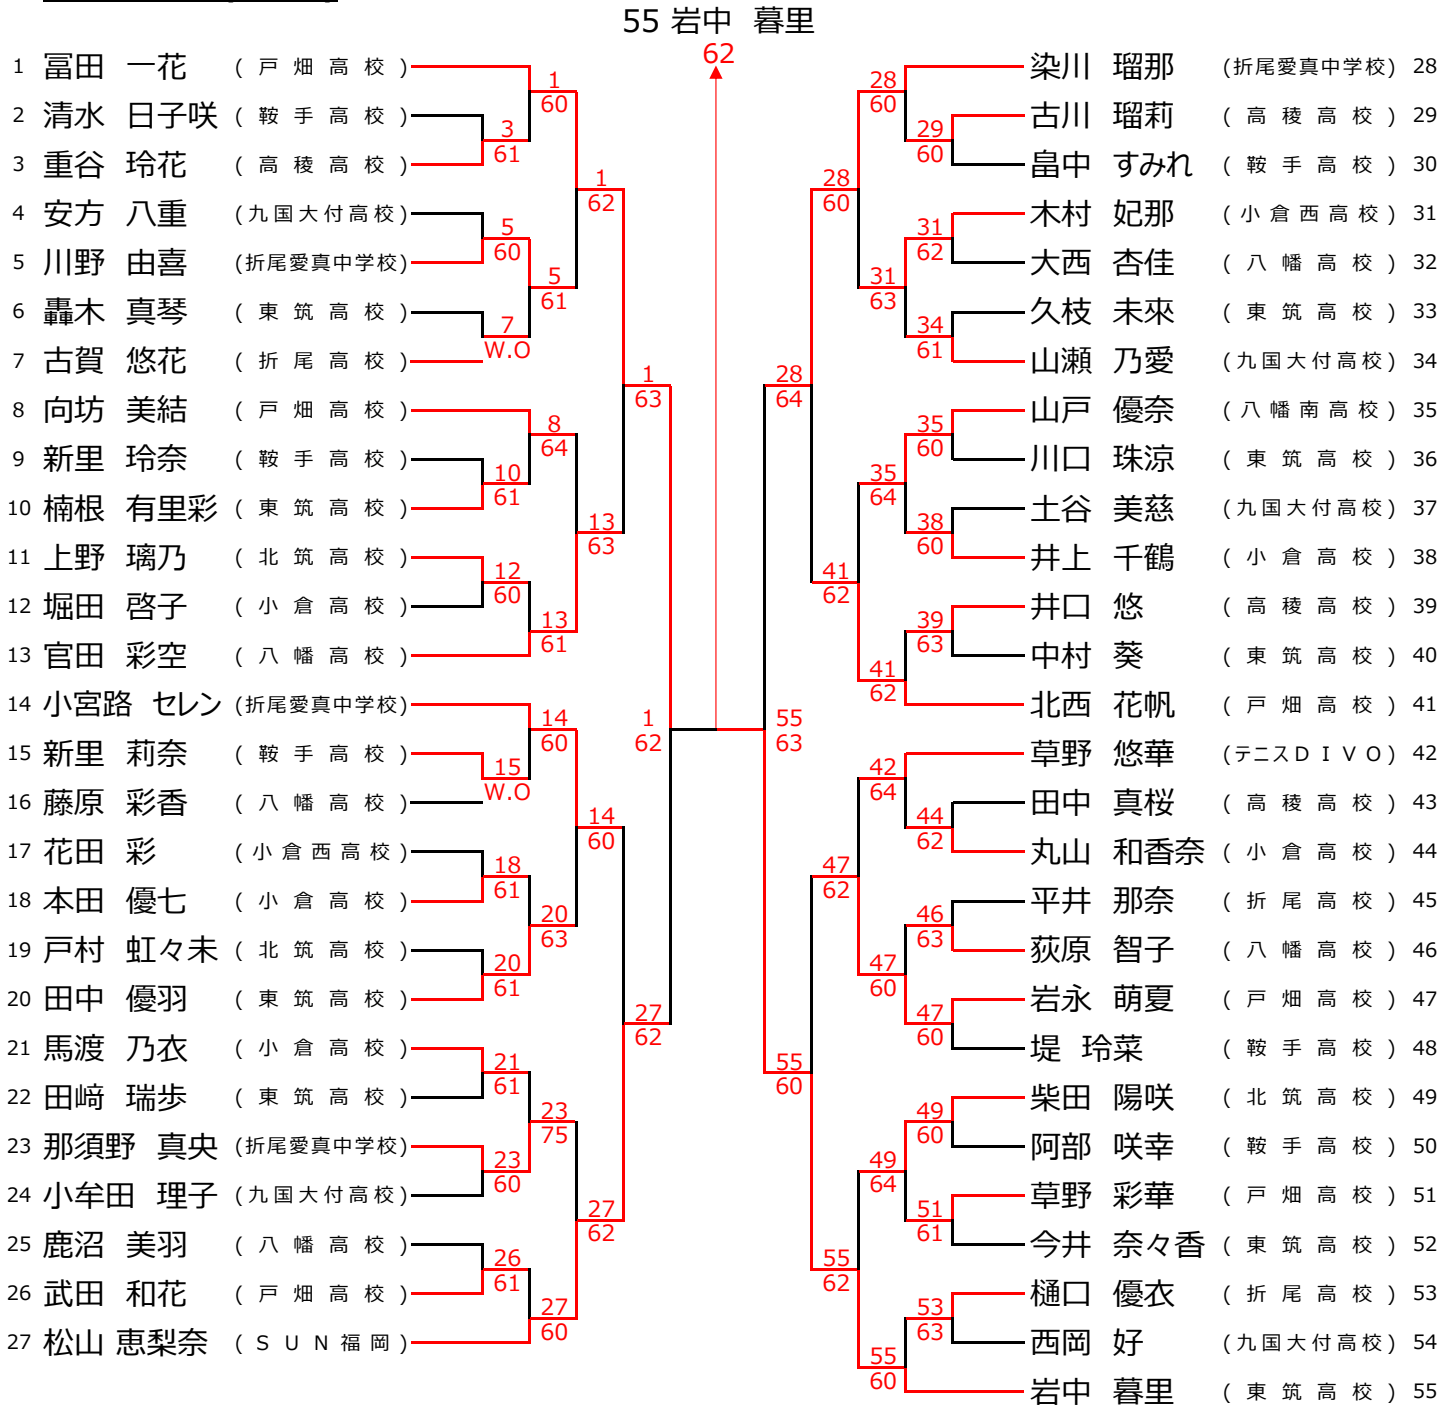 55 岩中 暮里
62
1 冨田 一花 (戸畑高校)
2 清水 日子咲 (鞍手高校)
3 重谷 玲花 (高稜高校)
4 安方 八重 (九国大付高校)
5 川野 由喜 (折尾愛真中学校)
6 轟木 真琴 (東筑高校)
7 古賀 悠花 (折尾高校)
8 向坊 美結 (戸畑高校)
9 新里 玲奈 (鞍手高校)
10 楠根 有里彩 (東筑高校)
11 上野 璃乃 (北筑高校)
12 堀田 啓子 (小倉高校)
13 官田 彩空 (八幡高校)
14 小宮路 セレン (折尾愛真中学校)
15 新里 莉奈 (鞍手高校)
16 藤原 彩香 (八幡高校)
17 花田 彩 (小倉西高校)
18 本田 優七 (小倉高校)
19 戸村 虹々未 (北筑高校)
20 田中 優羽 (東筑高校)
21 馬渡 乃衣 (小倉高校)
22 田﨑 瑞歩 (東筑高校)
23 那須野 真央 (折尾愛真中学校)
24 小牟田 理子 (九国大付高校)
25 鹿沼 美羽 (八幡高校)
26 武田 和花 (戸畑高校)
27 松山 恵梨奈 (SUN福岡)
3
61
5
60
7
W.O
10
61
12
60
15
W.O
18
61
20
61
21
61
23
60
26
61
1
60
5
61
8
64
13
61
14
60
20
63
23
75
27
60
1
62
13
63
14
60
27
62
1
63
27
62
1
62
55
63
28
64
55
60
28
60
41
62
47
62
55
62
28
60
31
63
35
64
41
62
42
64
47
60
49
64
55
60
29
60
31
62
34
61
35
60
38
60
39
63
44
62
46
63
47
60
49
60
51
61
53
63
染川 瑠那 (折尾愛真中学校) 28
古川 瑠莉 (高稜高校) 29
畠中 すみれ (鞍手高校) 30
木村 妃那 (小倉西高校) 31
大西 杏佳 (八幡高校) 32
久枝 未來 (東筑高校) 33
山瀬 乃愛 (九国大付高校) 34
山戸 優奈 (八幡南高校) 35
川口 珠涼 (東筑高校) 36
土谷 美慈 (九国大付高校) 37
井上 千鶴 (小倉高校) 38
井口 悠 (高稜高校) 39
中村 葵 (東筑高校) 40
北西 花帆 (戸畑高校) 41
草野 悠華 (テニスDIVO) 42
田中 真桜 (高稜高校) 43
丸山 和香奈 (小倉高校) 44
平井 那奈 (折尾高校) 45
荻原 智子 (八幡高校) 46
岩永 萌夏 (戸畑高校) 47
堤 玲菜 (鞍手高校) 48
柴田 陽咲 (北筑高校) 49
阿部 咲幸 (鞍手高校) 50
草野 彩華 (戸畑高校) 51
今井 奈々香 (東筑高校) 52
樋口 優衣 (折尾高校) 53
西岡 好 (九国大付高校) 54
岩中 暮里 (東筑高校) 55